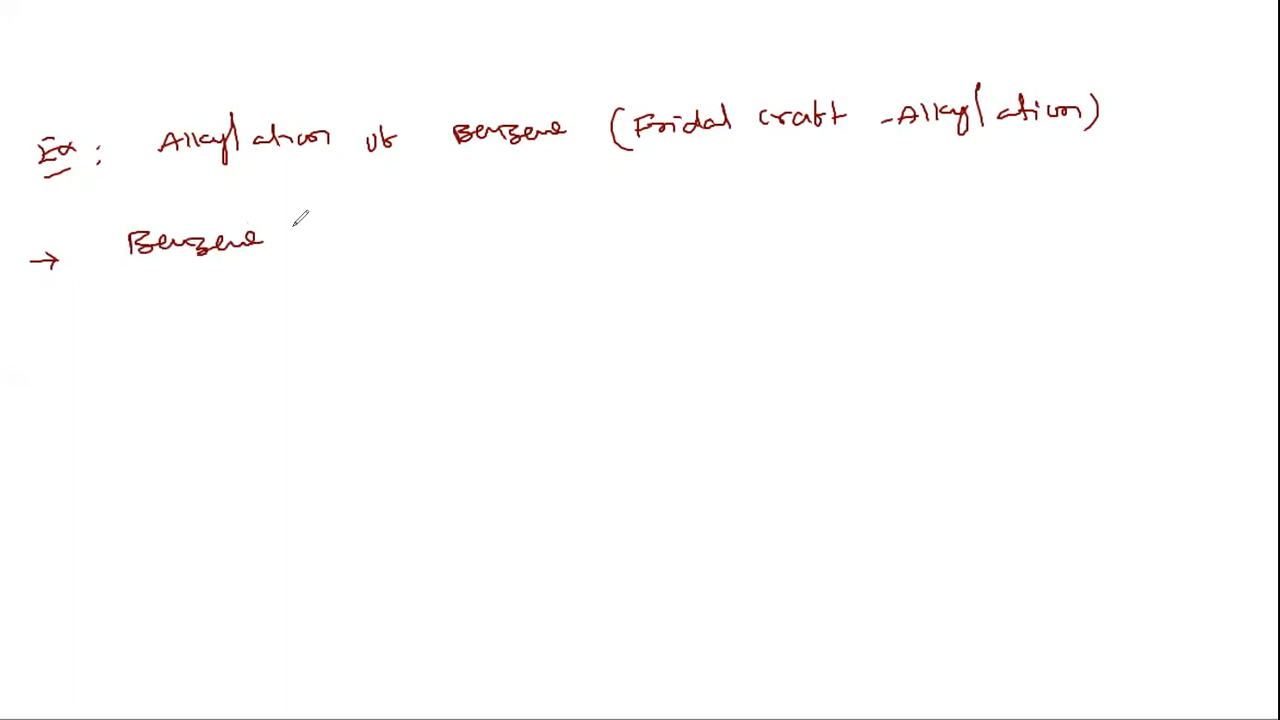 Ex : Alkylation of Benzene (Fridal craft - Alkylation)
→ Benzene